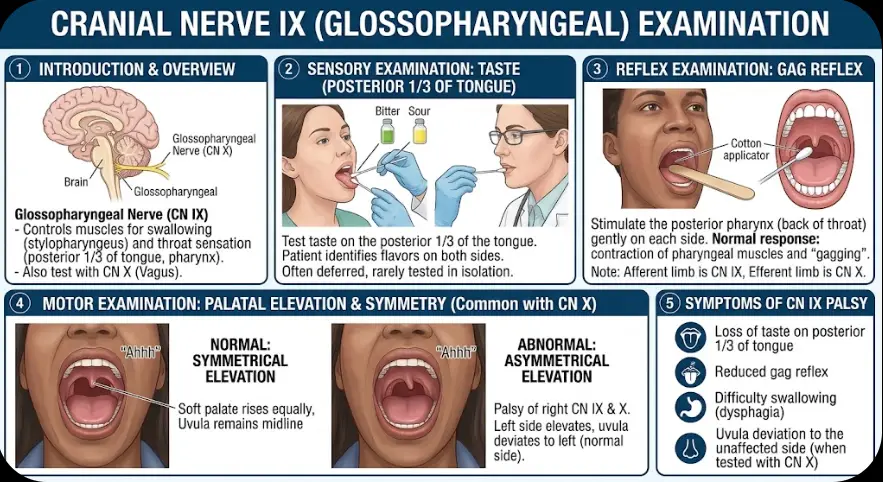 CRANIAL NERVE IX (GLOSSOPHARYNGEAL) EXAMINATION
1 INTRODUCTION & OVERVIEW
Glossopharyngeal
Nerve (CN X)
Brain
Glossopharyngeal
Glossopharyngeal Nerve (CN IX)
- Controls muscles for swallowing
(stylopharyngeus) and throat sensation
(posterior 1/3 of tongue, pharynx).
- Also test with CN X (Vagus).
2 SENSORY EXAMINATION: TASTE
(POSTERIOR 1/3 OF TONGUE)
Bitter Sour
Test taste on the posterior 1/3 of the tongue.
Patient identifies flavors on both sides.
Often deferred, rarely tested in isolation.
3 REFLEX EXAMINATION: GAG REFLEX
Cotton
applicator
Stimulate the posterior pharynx (back of throat)
gently on each side. Normal response:
contraction of pharyngeal muscles and “gagging”.
Note: Afferent limb is CN IX, Efferent limb is CN X.
4 MOTOR EXAMINATION: PALATAL ELEVATION & SYMMETRY (Common with CN X)
"Ahhh"
NORMAL:
SYMMETRICAL
ELEVATION
Soft palate rises equally,
Uvula remains midline
"Ahhh"
ABNORMAL:
ASYMMETRICAL
ELEVATION
Palsy of right CN IX & X.
Left side elevates, uvula
deviates to left (normal
side).
5 SYMPTOMS OF CN IX PALSY
Loss of taste on posterior
1/3 of tongue
Reduced gag reflex
Difficulty swallowing
(dysphagia)
Uvula deviation to the
unaffected side (when
tested with CN X)